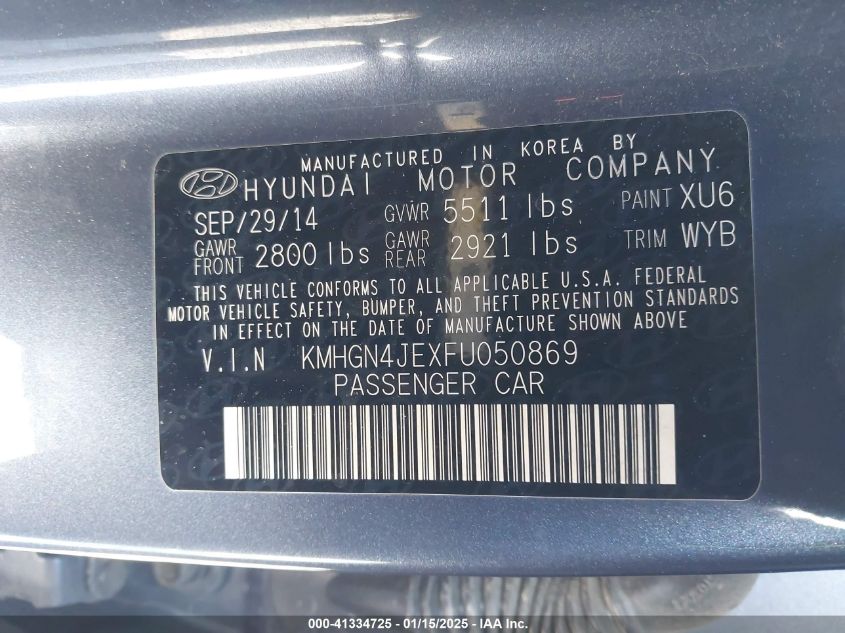 MANUFACTURED IN KOREA BY
HYUNDAI MOTOR COMPANY
SEP/29/14 GVWR 5511 lbs PAINT XU6
GAWR FRONT 2800 lbs GAWR REAR 2921 lbs TRIM WYB
THIS VEHICLE CONFORMS TO ALL APPLICABLE U.S.A. FEDERAL
MOTOR VEHICLE SAFETY, BUMPER, AND THEFT PREVENTION STANDARDS
IN EFFECT ON THE DATE OF MANUFACTURE SHOWN ABOVE
V.I.N KMHGN4JEXFU050869
PASSENGER CAR
000-41334725 - 01/15/2025 - IAA Inc.